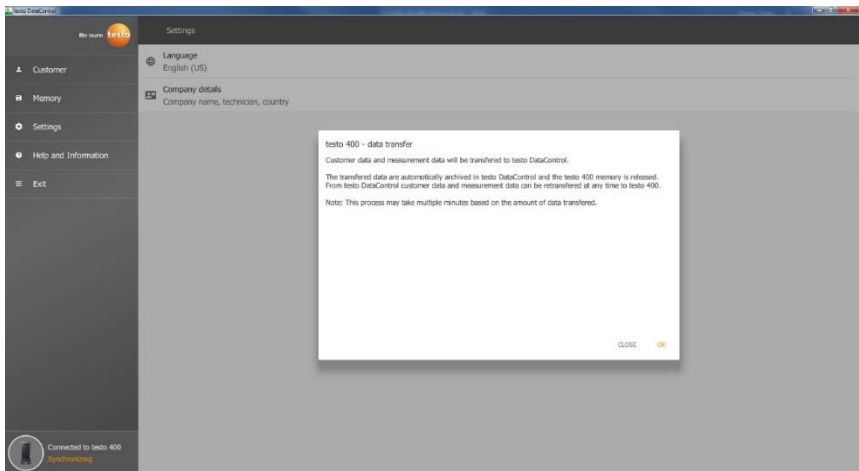 testo DataControl
Be sure. testo
Settings
Customer
Memory
Settings
Help and Information
Exit
Language
English (US)
Company details
Company name, technician, country
testo 400 - data transfer
Customer data and measurement data will be transfered to testo DataControl.
The transfered data are automatically archived in testo DataControl and the testo 400 memory is released.
From testo DataControl customer data and measurement data can be retransfered at any time to testo 400.
Note: This process may take multiple minutes based on the amount of data transfered.
CLOSE OK
Connected to testo 400
Synchronizing